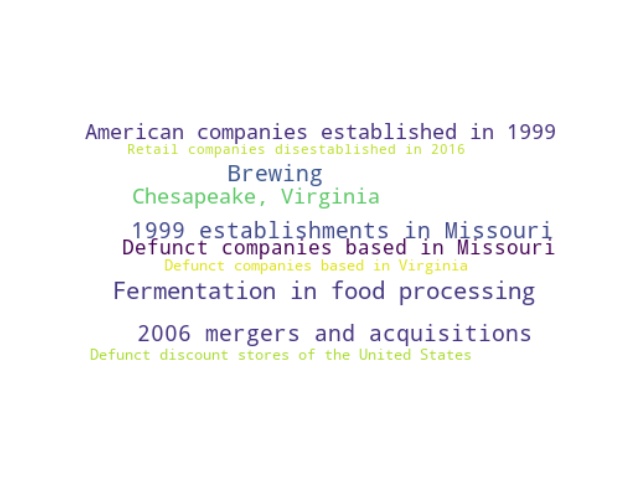 American companies established in 1999
Retail companies disestablished in 2016
Brewing
Chesapeake, Virginia
1999 establishments in Missouri
Defunct companies based in Missouri
Defunct companies based in Virginia
Fermentation in food processing
2006 mergers and acquisitions
Defunct discount stores of the United States